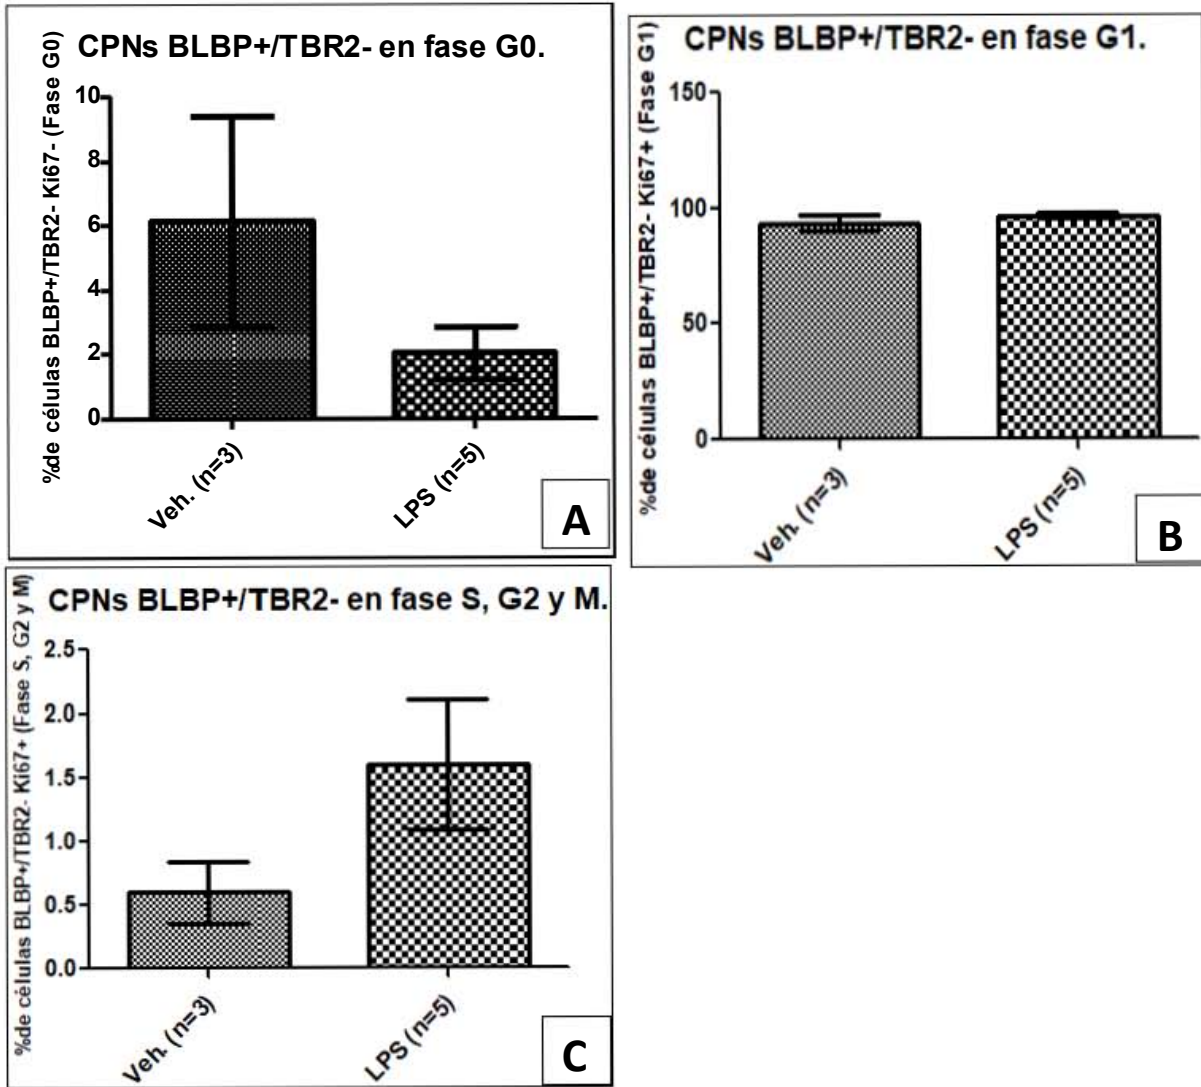 CPNs BLBP+/TBR2- en fase G0.
%de células BLBP+/TBR2- Ki67- (Fase G0)
10
8
6
4
2
0
Veh. (n=3)
LPS (n=5)
A
CPNs BLBP+/TBR2- en fase G1.
%de células BLBP+/TBR2- Ki67+ (Fase G1)
150
100
50
0
Veh. (n=3)
LPS (n=5)
B
CPNs BLBP+/TBR2- en fase S, G2 y M.
%de células BLBP+/TBR2- Ki67+ (Fase S, G2 y M)
2.5
2.0
1.5
1.0
0.5
0.0
Veh. (n=3)
LPS (n=5)
C